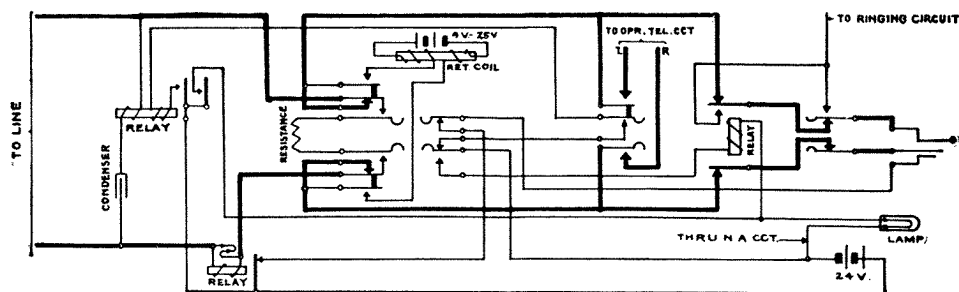 TO LINE
RELAY
CONDENSER
RELAY
RESISTANCE
4V-25V
RET. COIL
TO OPR. TEL. CCT
T R
RELAY
TO RINGING CIRCUIT
THRU N A CCT.
24 V.
LAMP